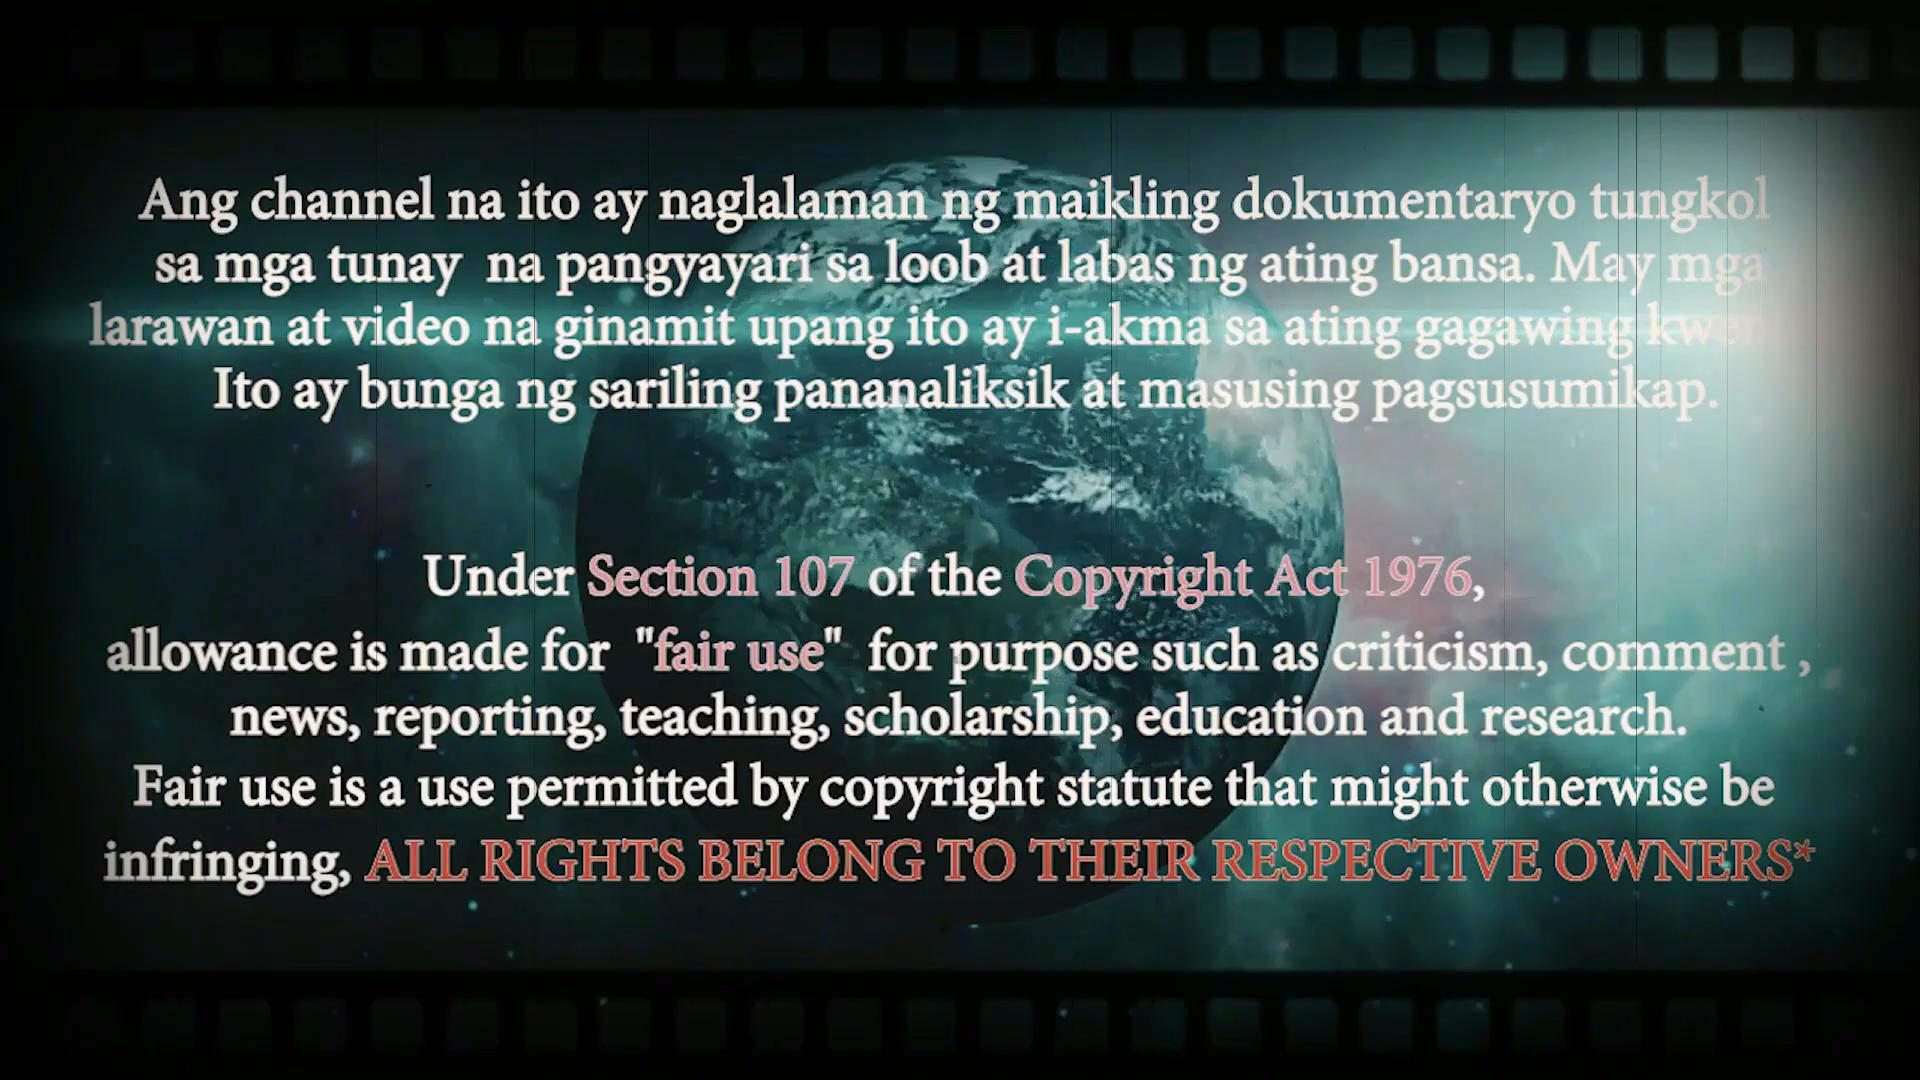 Ang channel na ito ay naglalaman ng maikling dokumentaryo tungkol
sa mga tunay na pangyayari sa loob at labas ng ating bansa. May mga
larawan at video na ginamit upang ito ay i-akma sa ating gagawing
Ito ay bunga ng sariling pananaliksik at masusing pagsusumikap.
Under Section 107 of the Copyright Act 1976,
allowance is made for "fair use" for purpose such as criticism, comment ,
news, reporting, teaching, scholarship, education and research.
Fair use is a use permitted by copyright statute that might otherwise be
infringing, ALL RIGHTS BELONG TO THEIR RESPECTIVE OWNERS*